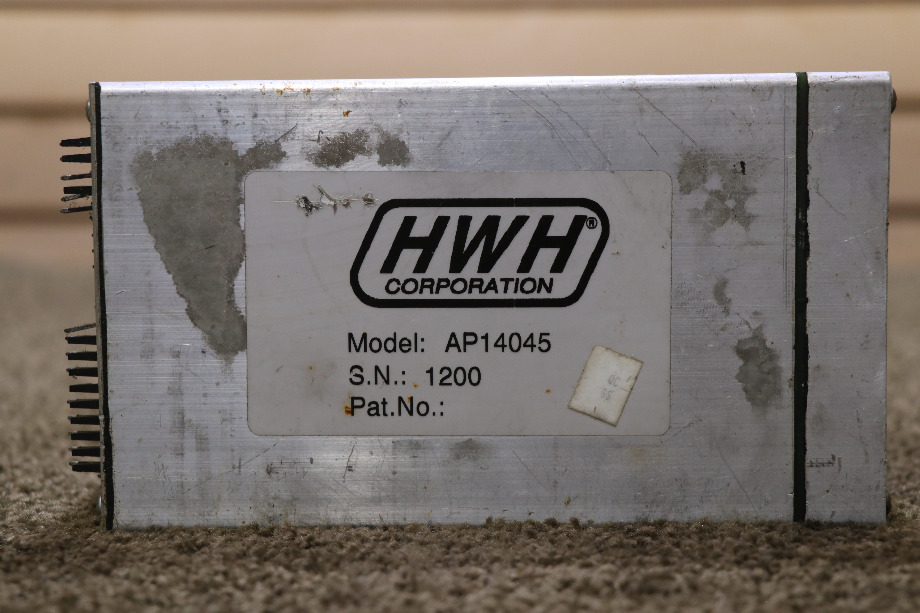 HWH®
CORPORATION
Model: AP14045
S.N.: 1200
Pat.No.: